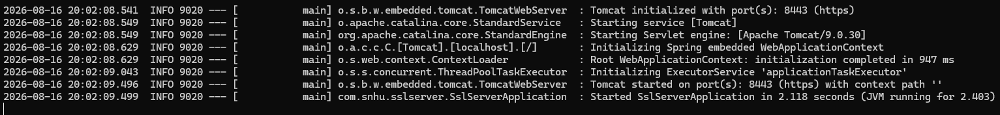 2026-08-16 20:02:08.541  INFO 9020 --- [           main] o.s.b.w.embedded.tomcat.TomcatWebServer  : Tomcat initialized with port(s): 8443 (https)
2026-08-16 20:02:08.549  INFO 9020 --- [           main] o.apache.catalina.core.StandardService   : Starting service [Tomcat]
2026-08-16 20:02:08.549  INFO 9020 --- [           main] org.apache.catalina.core.StandardEngine  : Starting Servlet engine: [Apache Tomcat/9.0.30]
2026-08-16 20:02:08.629  INFO 9020 --- [           main] o.a.c.c.C.[Tomcat].[localhost].[/]       : Initializing Spring embedded WebApplicationContext
2026-08-16 20:02:08.629  INFO 9020 --- [           main] o.s.web.context.ContextLoader            : Root WebApplicationContext: initialization completed in 947 ms
2026-08-16 20:02:09.043  INFO 9020 --- [           main] o.s.s.concurrent.ThreadPoolTaskExecutor  : Initializing ExecutorService 'applicationTaskExecutor'
2026-08-16 20:02:09.496  INFO 9020 --- [           main] o.s.b.w.embedded.tomcat.TomcatWebServer  : Tomcat started on port(s): 8443 (https) with context path ''
2026-08-16 20:02:09.499  INFO 9020 --- [           main] com.snhu.sslserver.SslServerApplication  : Started SslServerApplication in 2.118 seconds (JVM running for 2.403)